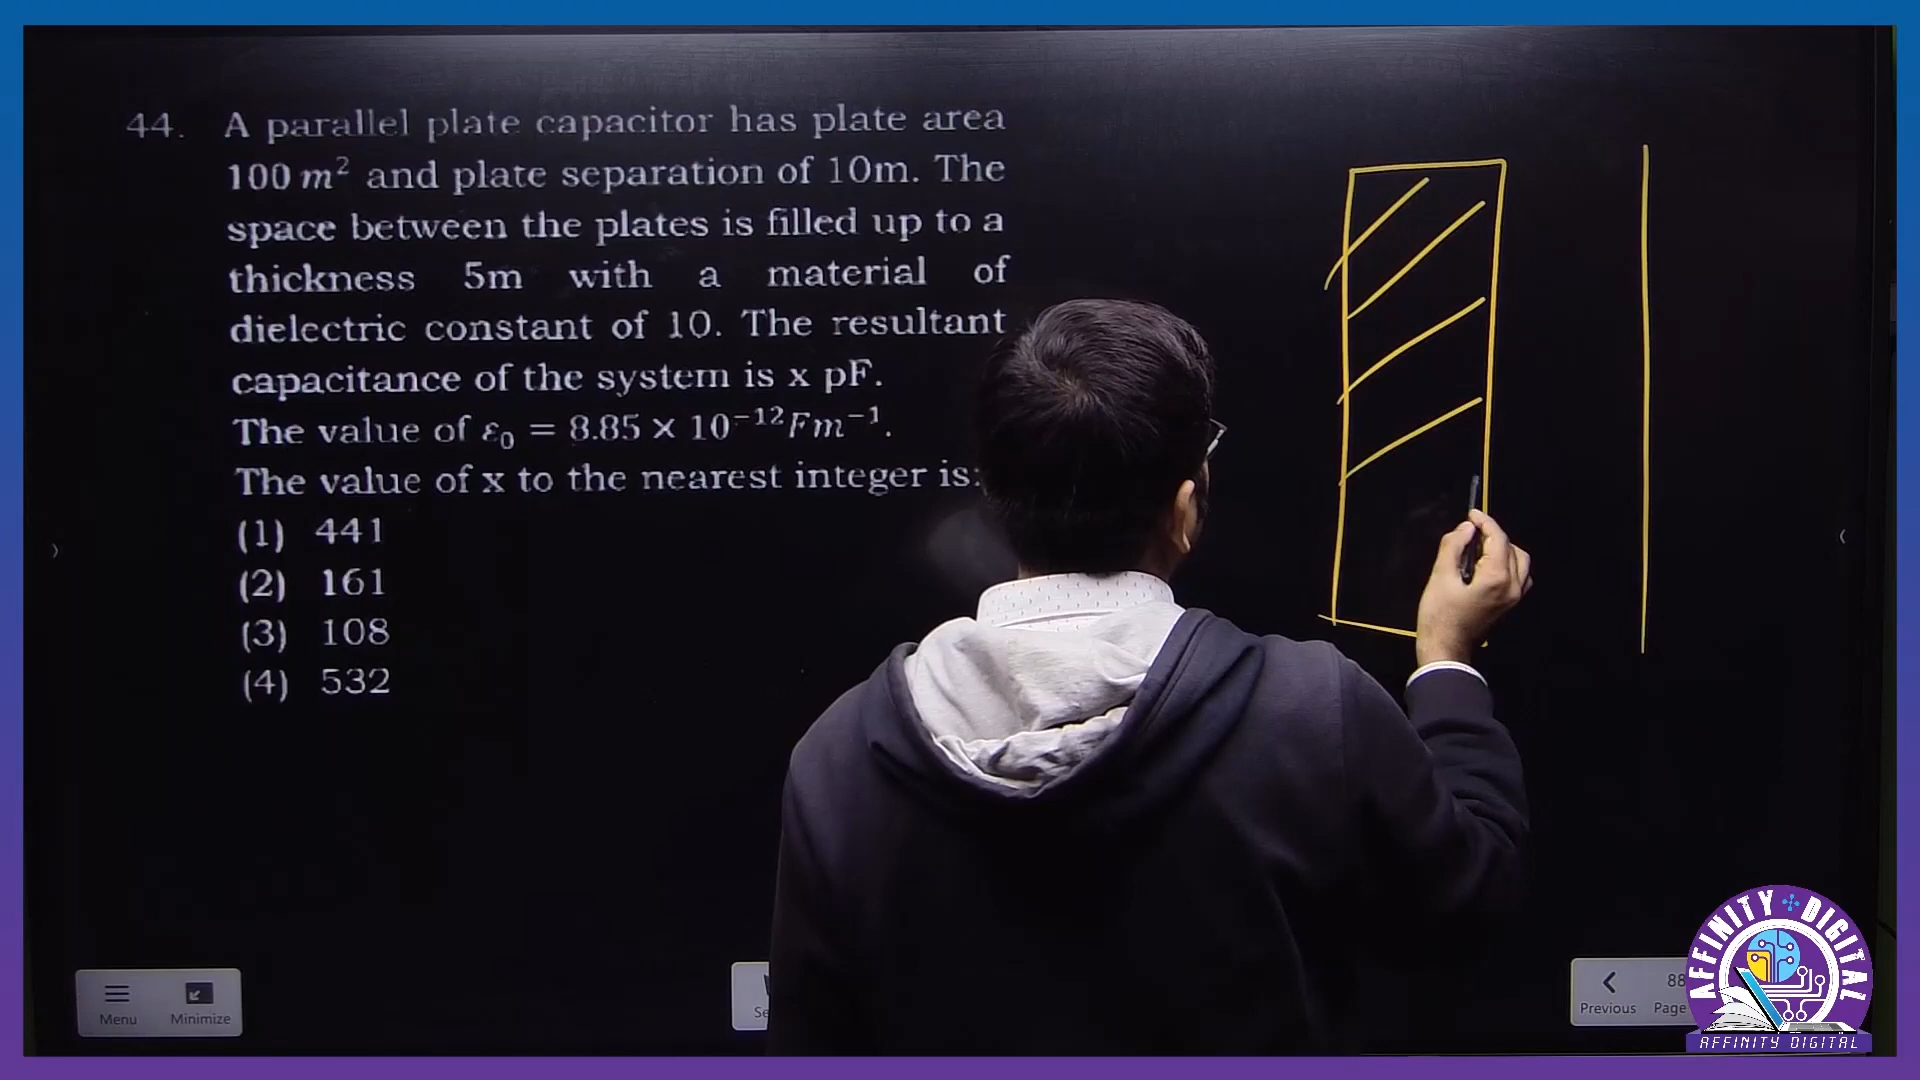 44. A parallel plate capacitor has plate area
100 m² and plate separation of 10m. The
space between the plates is filled up to a
thickness 5m with a material of
dielectric constant of 10. The resultant
capacitance of the system is x pF.
The value of ε₀ = 8.85 × 10⁻¹² Fm⁻¹.
The value of x to the nearest integer is:
(1) 441
(2) 161
(3) 108
(4) 532
Menu
Minimize
Previous
Page
AFFINITY DIGITAL
AFFINITY DIGITAL